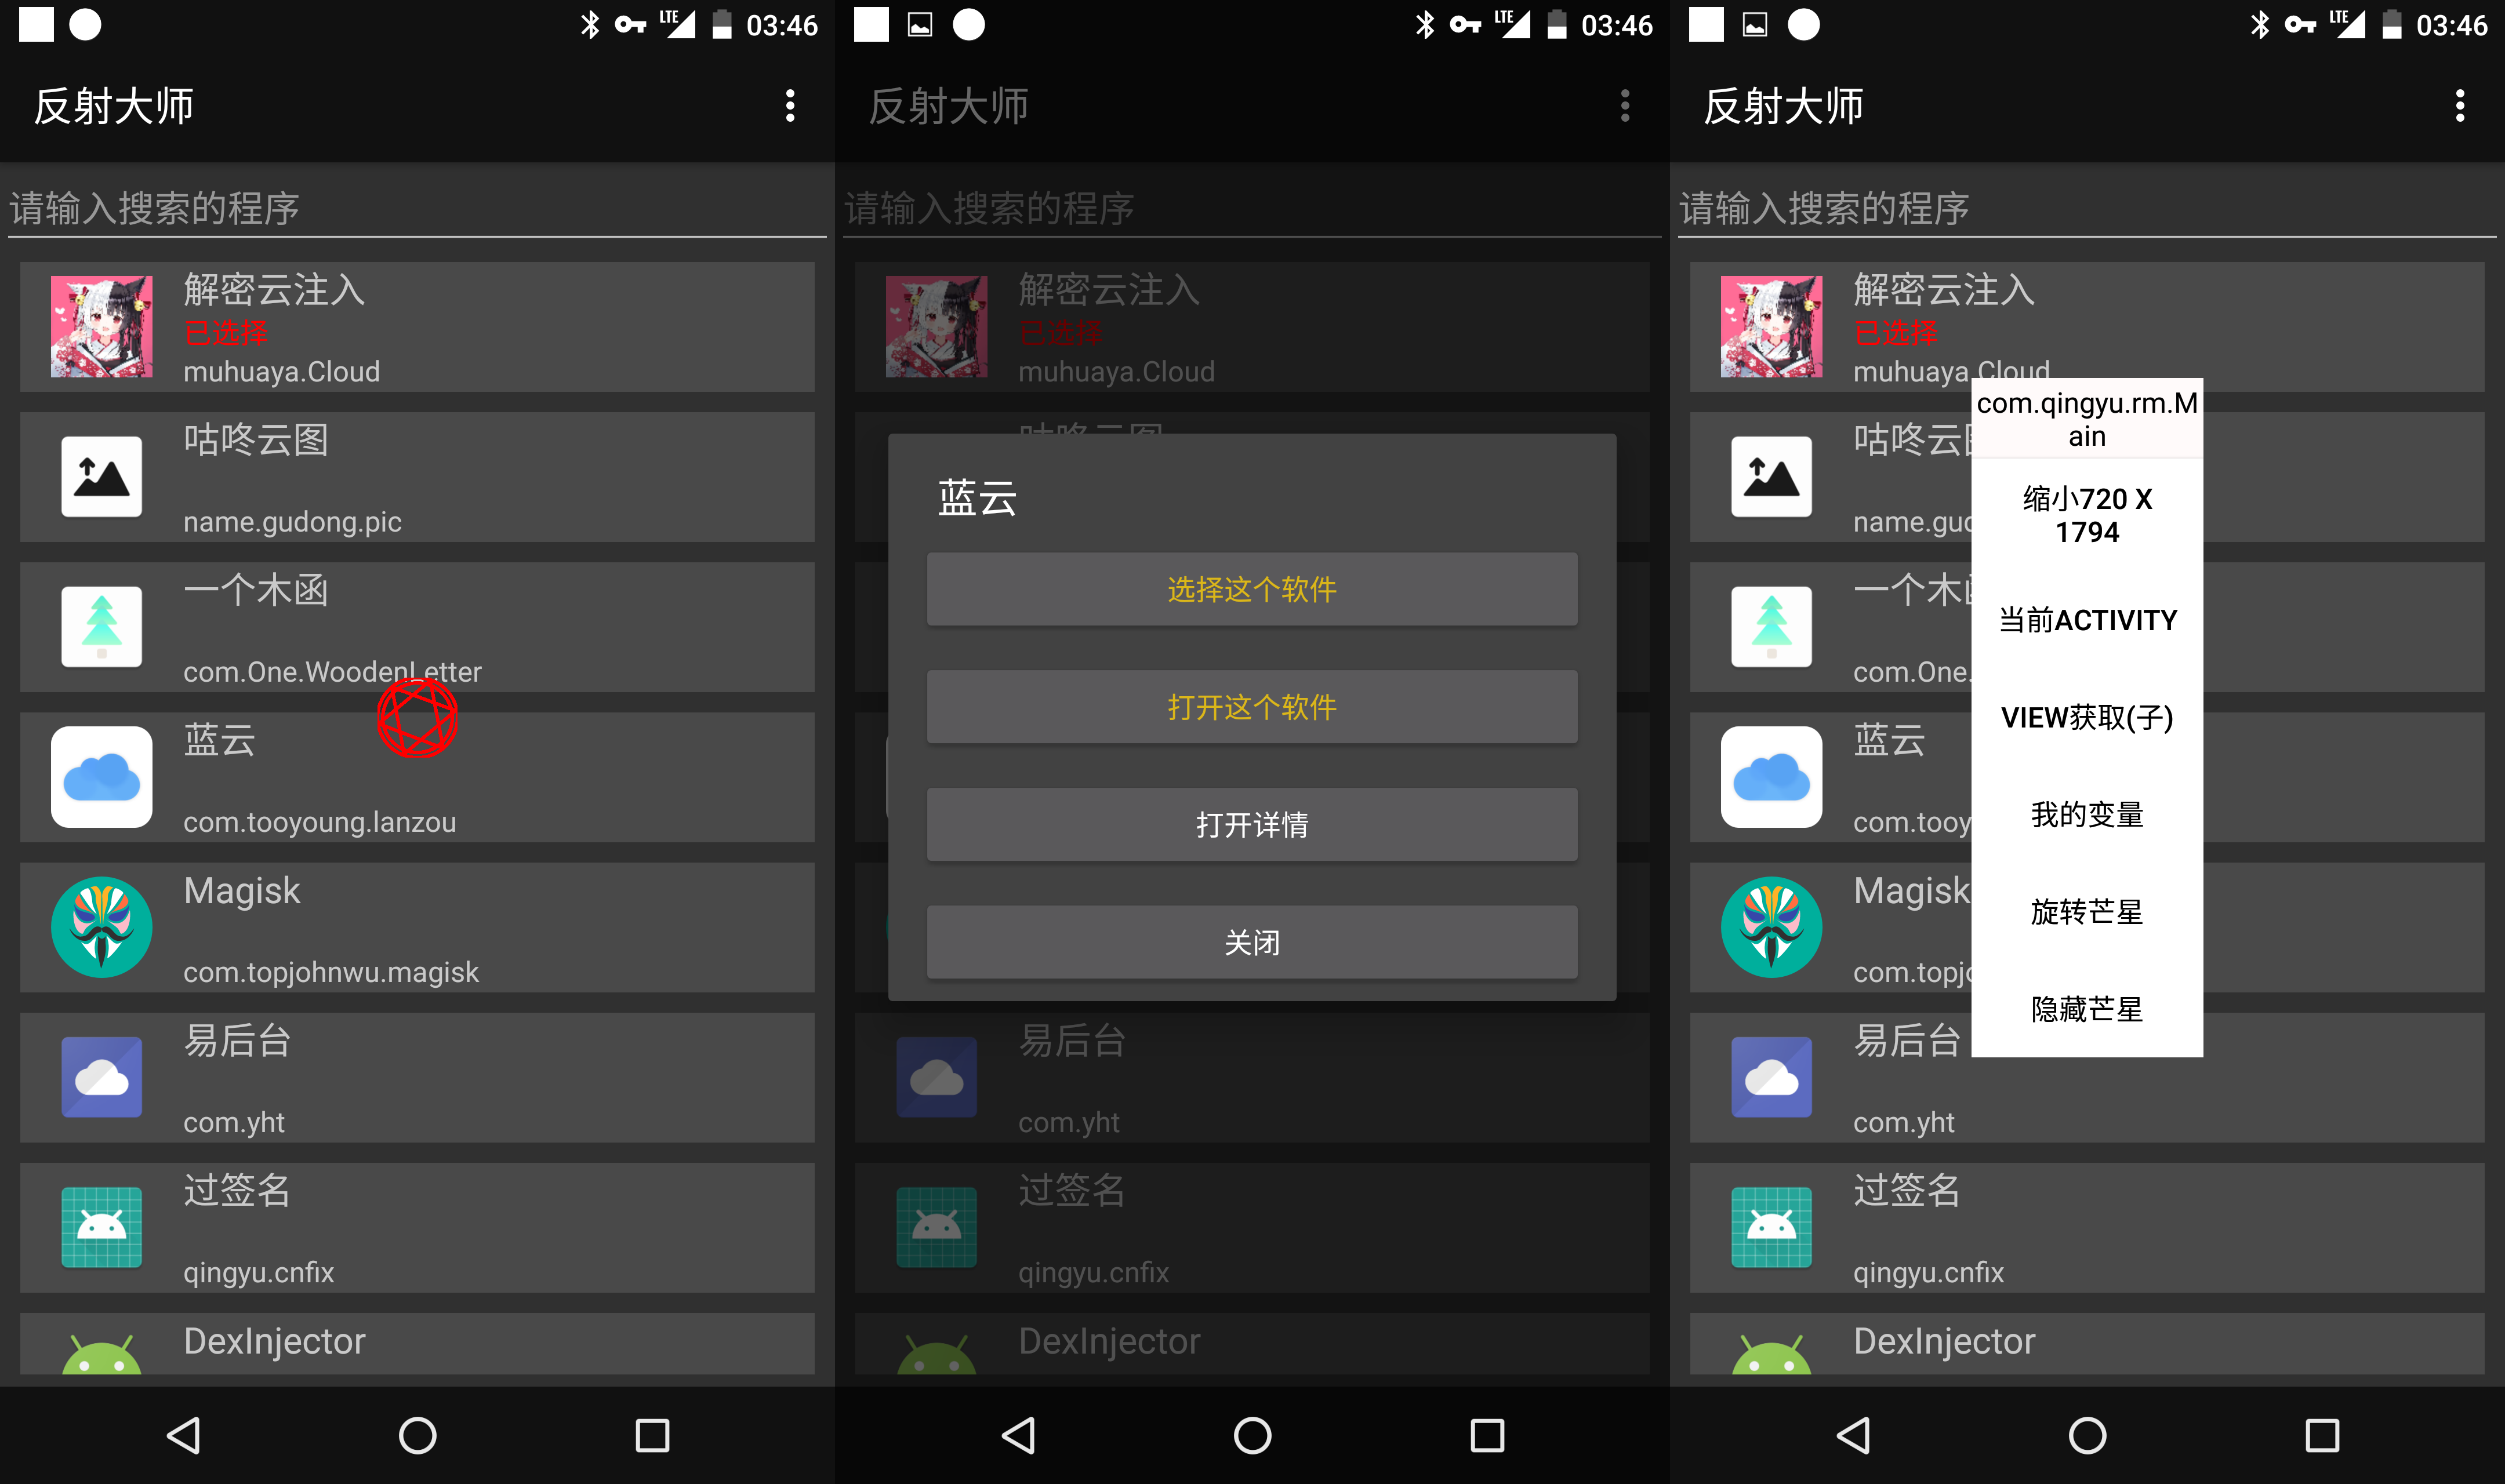 LTE 03:46
反射大师
请输入搜索的程序
解密云注入
已选择
muhuaya.Cloud
咕咚云图
name.gudong.pic
一个木函
com.One.WoodenLetter
蓝云
com.tooyoung.lanzou
Magisk
com.topjohnwu.magisk
易后台
com.yht
过签名
qingyu.cnfix
DexInjector
LTE 03:46
反射大师
请输入搜索的程序
解密云注入
已选择
muhuaya.Cloud
咕咚云图
蓝云
选择这个软件
打开这个软件
打开详情
关闭
易后台
com.yht
过签名
qingyu.cnfix
DexInjector
LTE 03:46
反射大师
请输入搜索的程序
解密云注入
已选择
muhuaya.Cloud
咕咚云
name.gud
一个木
com.One.
蓝云
com.tooy
Magisk
com.topj
易后台
com.yht
过签名
qingyu.cnfix
DexInjector
com.qingyu.rm.M
ain
缩小720 X
1794
当前ACTIVITY
VIEW获取(子)
我的变量
旋转芒星
隐藏芒星